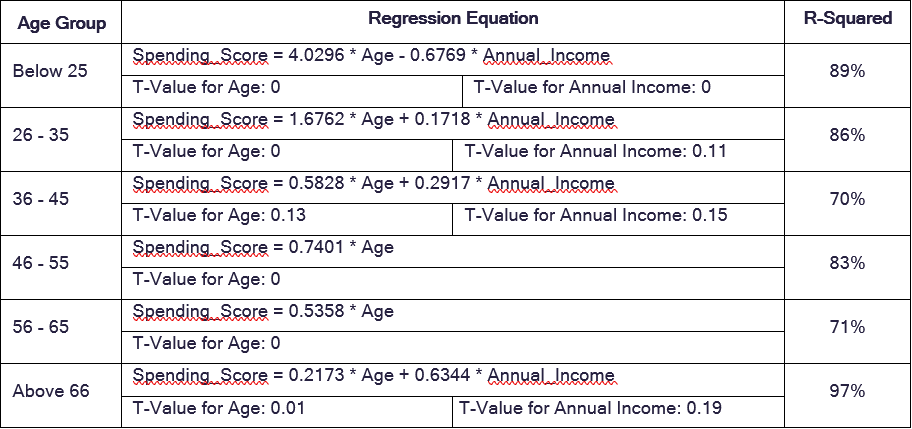 Age Group Regression Equation R-Squared
Below 25 Spending_Score = 4.0296 * Age - 0.6769 * Annual_Income 89%
T-Value for Age: 0 T-Value for Annual Income: 0
26 - 35 Spending_Score = 1.6762 * Age + 0.1718 * Annual_Income 86%
T-Value for Age: 0 T-Value for Annual Income: 0.11
36 - 45 Spending_Score = 0.5828 * Age + 0.2917 * Annual_Income 70%
T-Value for Age: 0.13 T-Value for Annual Income: 0.15
46 - 55 Spending_Score = 0.7401 * Age 83%
T-Value for Age: 0
56 - 65 Spending_Score = 0.5358 * Age 71%
T-Value for Age: 0
Above 66 Spending_Score = 0.2173 * Age + 0.6344 * Annual_Income 97%
T-Value for Age: 0.01 T-Value for Annual Income: 0.19